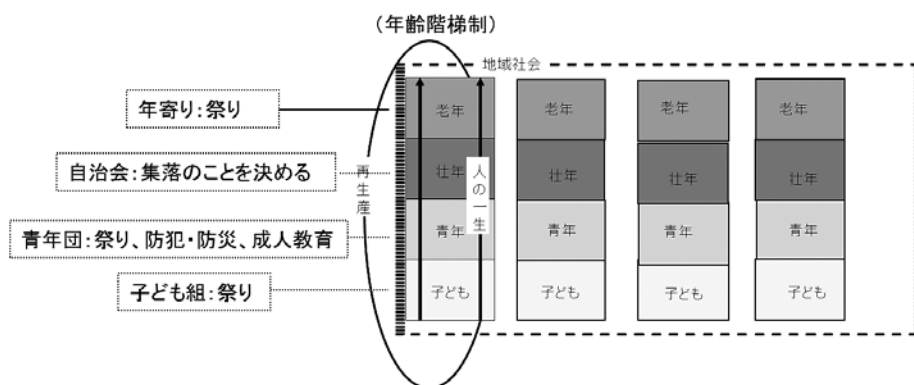 （年齢階梯制）
地域社会
年寄り：祭り
自治会：集落のことを決める
青年団：祭り、防犯・防災、成人教育
子ども組：祭り
再生産
人の一生
老年
壮年
青年
子ども
老年
壮年
青年
子ども
老年
壮年
青年
子ども
老年
壮年
青年
子ども